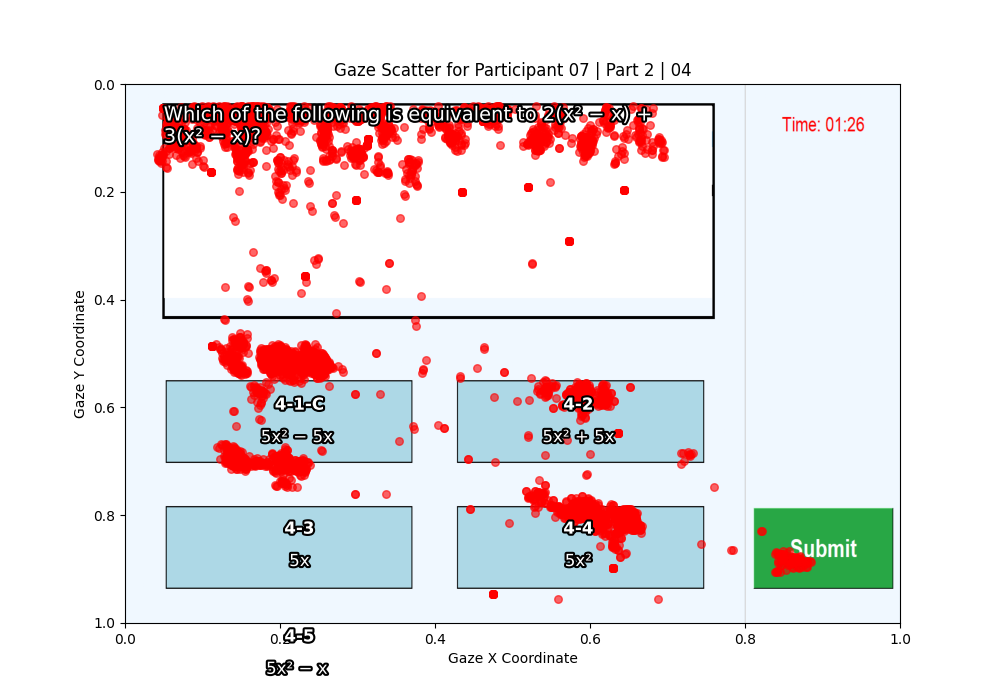 Gaze Scatter for Participant 07 | Part 2 | 04
Which of the following is equivalent to 2(x² − x) +
3(x² − x)?
Time: 01:26
Gaze Y Coordinate
0.0
0.2
0.4
0.6
0.8
1.0
4-1-C
5x² − 5x
4-2
5x² + 5x
4-3
5x
4-4
5x²
Submit
0.0
0.2
0.4
0.6
0.8
1.0
4-5
5x² − x
Gaze X Coordinate